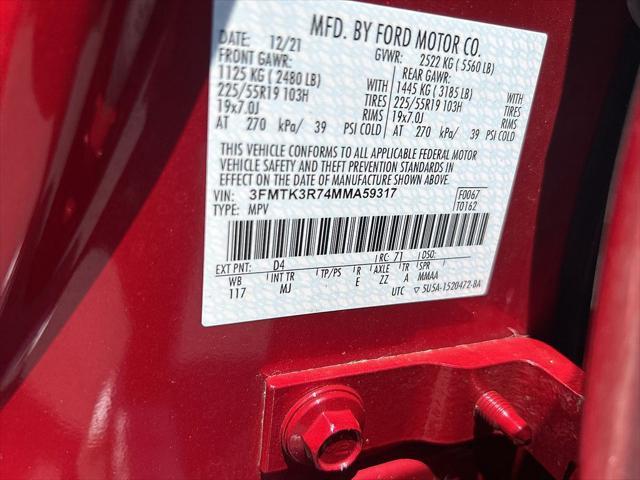 MFD. BY FORD MOTOR CO.
DATE: 12/21 GVWR: 2522 KG ( 5560 LB)
FRONT GAWR: REAR GAWR:
1125 KG ( 2480 LB) WITH 1445 KG ( 3185 LB) WITH
225/55R19 103H TIRES 225/55R19 103H TIRES
19x7.0J RIMS 19x7.0J RIMS
AT 270 kPa/ 39 PSI COLD AT 270 kPa/ 39 PSI COLD
THIS VEHICLE CONFORMS TO ALL APPLICABLE FEDERAL MOTOR
VEHICLE SAFETY AND THEFT PREVENTION STANDARDS IN
EFFECT ON THE DATE OF MANUFACTURE SHOWN ABOVE.
VIN: 3FMTK3R74MMA59317 F0067
TYPE: MPV T0162
EXT PNT: D4 RC: 71 DSO:
WB INT TR TP/PS R AXLE TR SPR
117 MJ E ZZ A MMAA
UTC ▽ 5U5A-1520472-BA